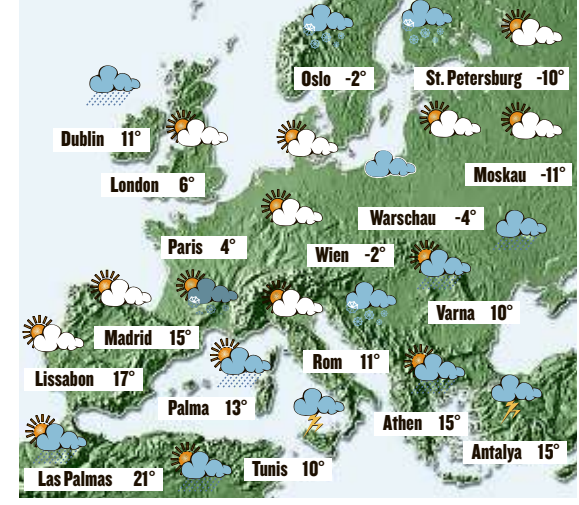 Oslo -2°
St. Petersburg -10°
Dublin 11°
Moskau -11°
London 6°
Warschau -4°
Paris 4°
Wien -2°
Varna 10°
Madrid 15°
Rom 11°
Lissabon 17°
Palma 13°
Athen 15°
Antalya 15°
Tunis 10°
Las Palmas 21°